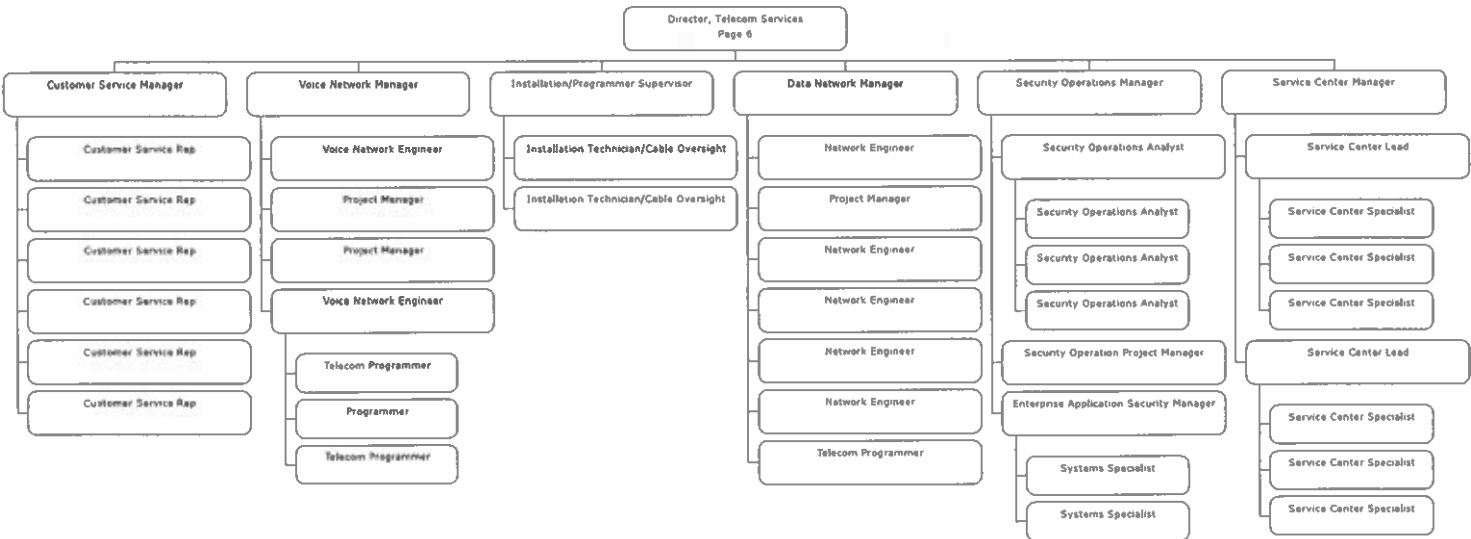 Director, Telecom Services
Page 6
Customer Service Manager
Customer Service Rep
Customer Service Rep
Customer Service Rep
Customer Service Rep
Customer Service Rep
Customer Service Rep
Voice Network Manager
Voice Network Engineer
Project Manager
Project Manager
Voice Network Engineer
Telecom Programmer
Programmer
Telecom Programmer
Installation/Programmer Supervisor
Installation Technician/Cable Oversight
Installation Technician/Cable Oversight
Data Network Manager
Network Engineer
Project Manager
Network Engineer
Network Engineer
Network Engineer
Network Engineer
Telecom Programmer
Security Operations Manager
Security Operations Analyst
Security Operations Analyst
Security Operations Analyst
Security Operations Analyst
Security Operation Project Manager
Enterprise Application Security Manager
Systems Specialist
Systems Specialist
Service Center Manager
Service Center Lead
Service Center Specialist
Service Center Specialist
Service Center Specialist
Service Center Lead
Service Center Specialist
Service Center Specialist
Service Center Specialist